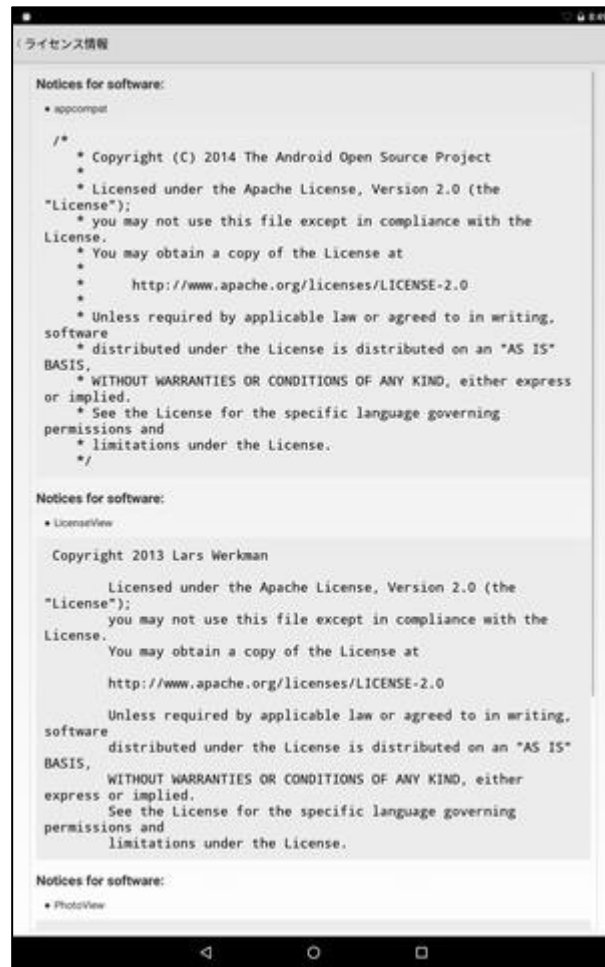 ライセンス情報
Notices for software:
• appcompat
/*
* Copyright (C) 2014 The Android Open Source Project
*
* Licensed under the Apache License, Version 2.0 (the
"License");
* you may not use this file except in compliance with the
License.
* You may obtain a copy of the License at
*
* http://www.apache.org/licenses/LICENSE-2.0
*
* Unless required by applicable law or agreed to in writing,
software
* distributed under the License is distributed on an "AS IS"
BASIS,
* WITHOUT WARRANTIES OR CONDITIONS OF ANY KIND, either express
or implied.
* See the License for the specific language governing
permissions and
* limitations under the License.
*/
Notices for software:
• LicenseView
Copyright 2013 Lars Werkman
Licensed under the Apache License, Version 2.0 (the
"License");
you may not use this file except in compliance with the
License.
You may obtain a copy of the License at
http://www.apache.org/licenses/LICENSE-2.0
Unless required by applicable law or agreed to in writing,
software
distributed under the License is distributed on an "AS IS"
BASIS,
WITHOUT WARRANTIES OR CONDITIONS OF ANY KIND, either
express or implied.
See the License for the specific language governing
permissions and
limitations under the License.
Notices for software:
• PhotoView